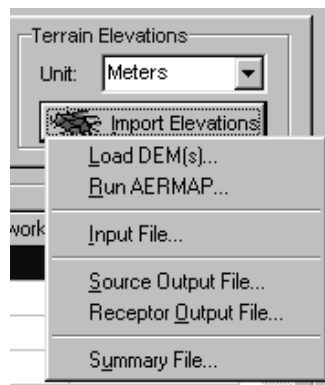 Terrain Elevations
Unit: Meters
Import Elevations
Load DEM(s)...
Run AERMAP...
work
Input File...
Source Output File...
Receptor Output File...
Summary File...